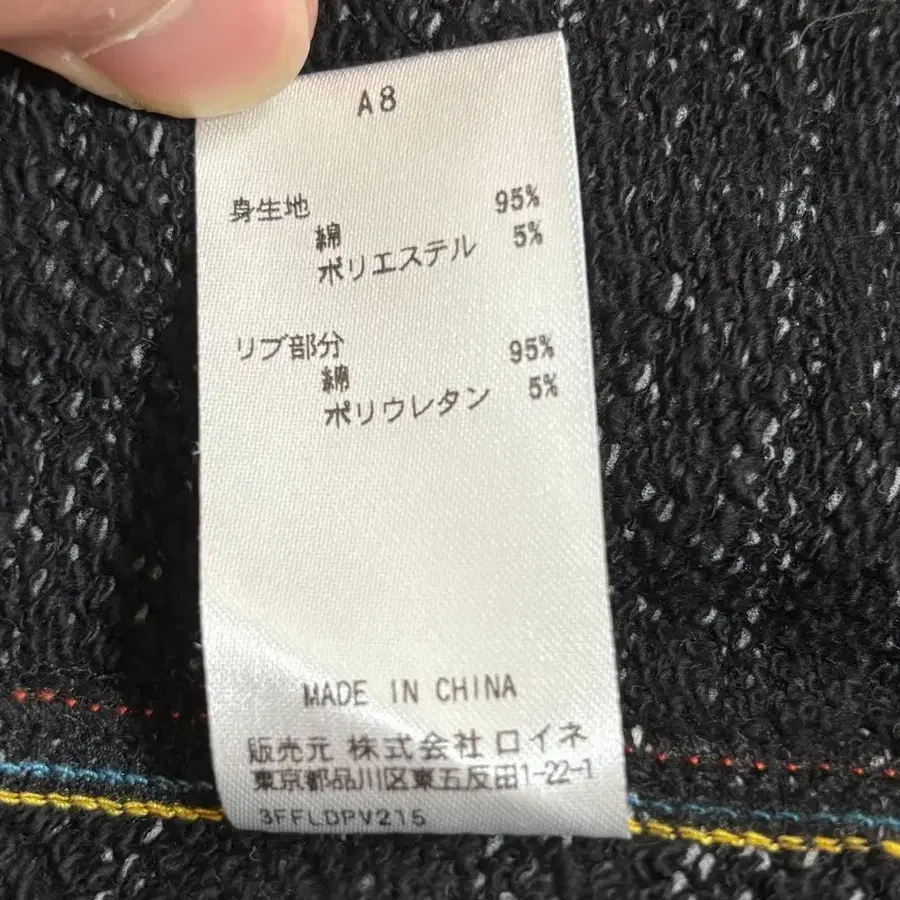 A8
身生地
綿 95%
ポリエステル 5%
リブ部分
綿 95%
ポリウレタン 5%
MADE IN CHINA
販売元 株式会社 ロイネ
東京都品川区東五反田1-22-1
3FFLDPV215